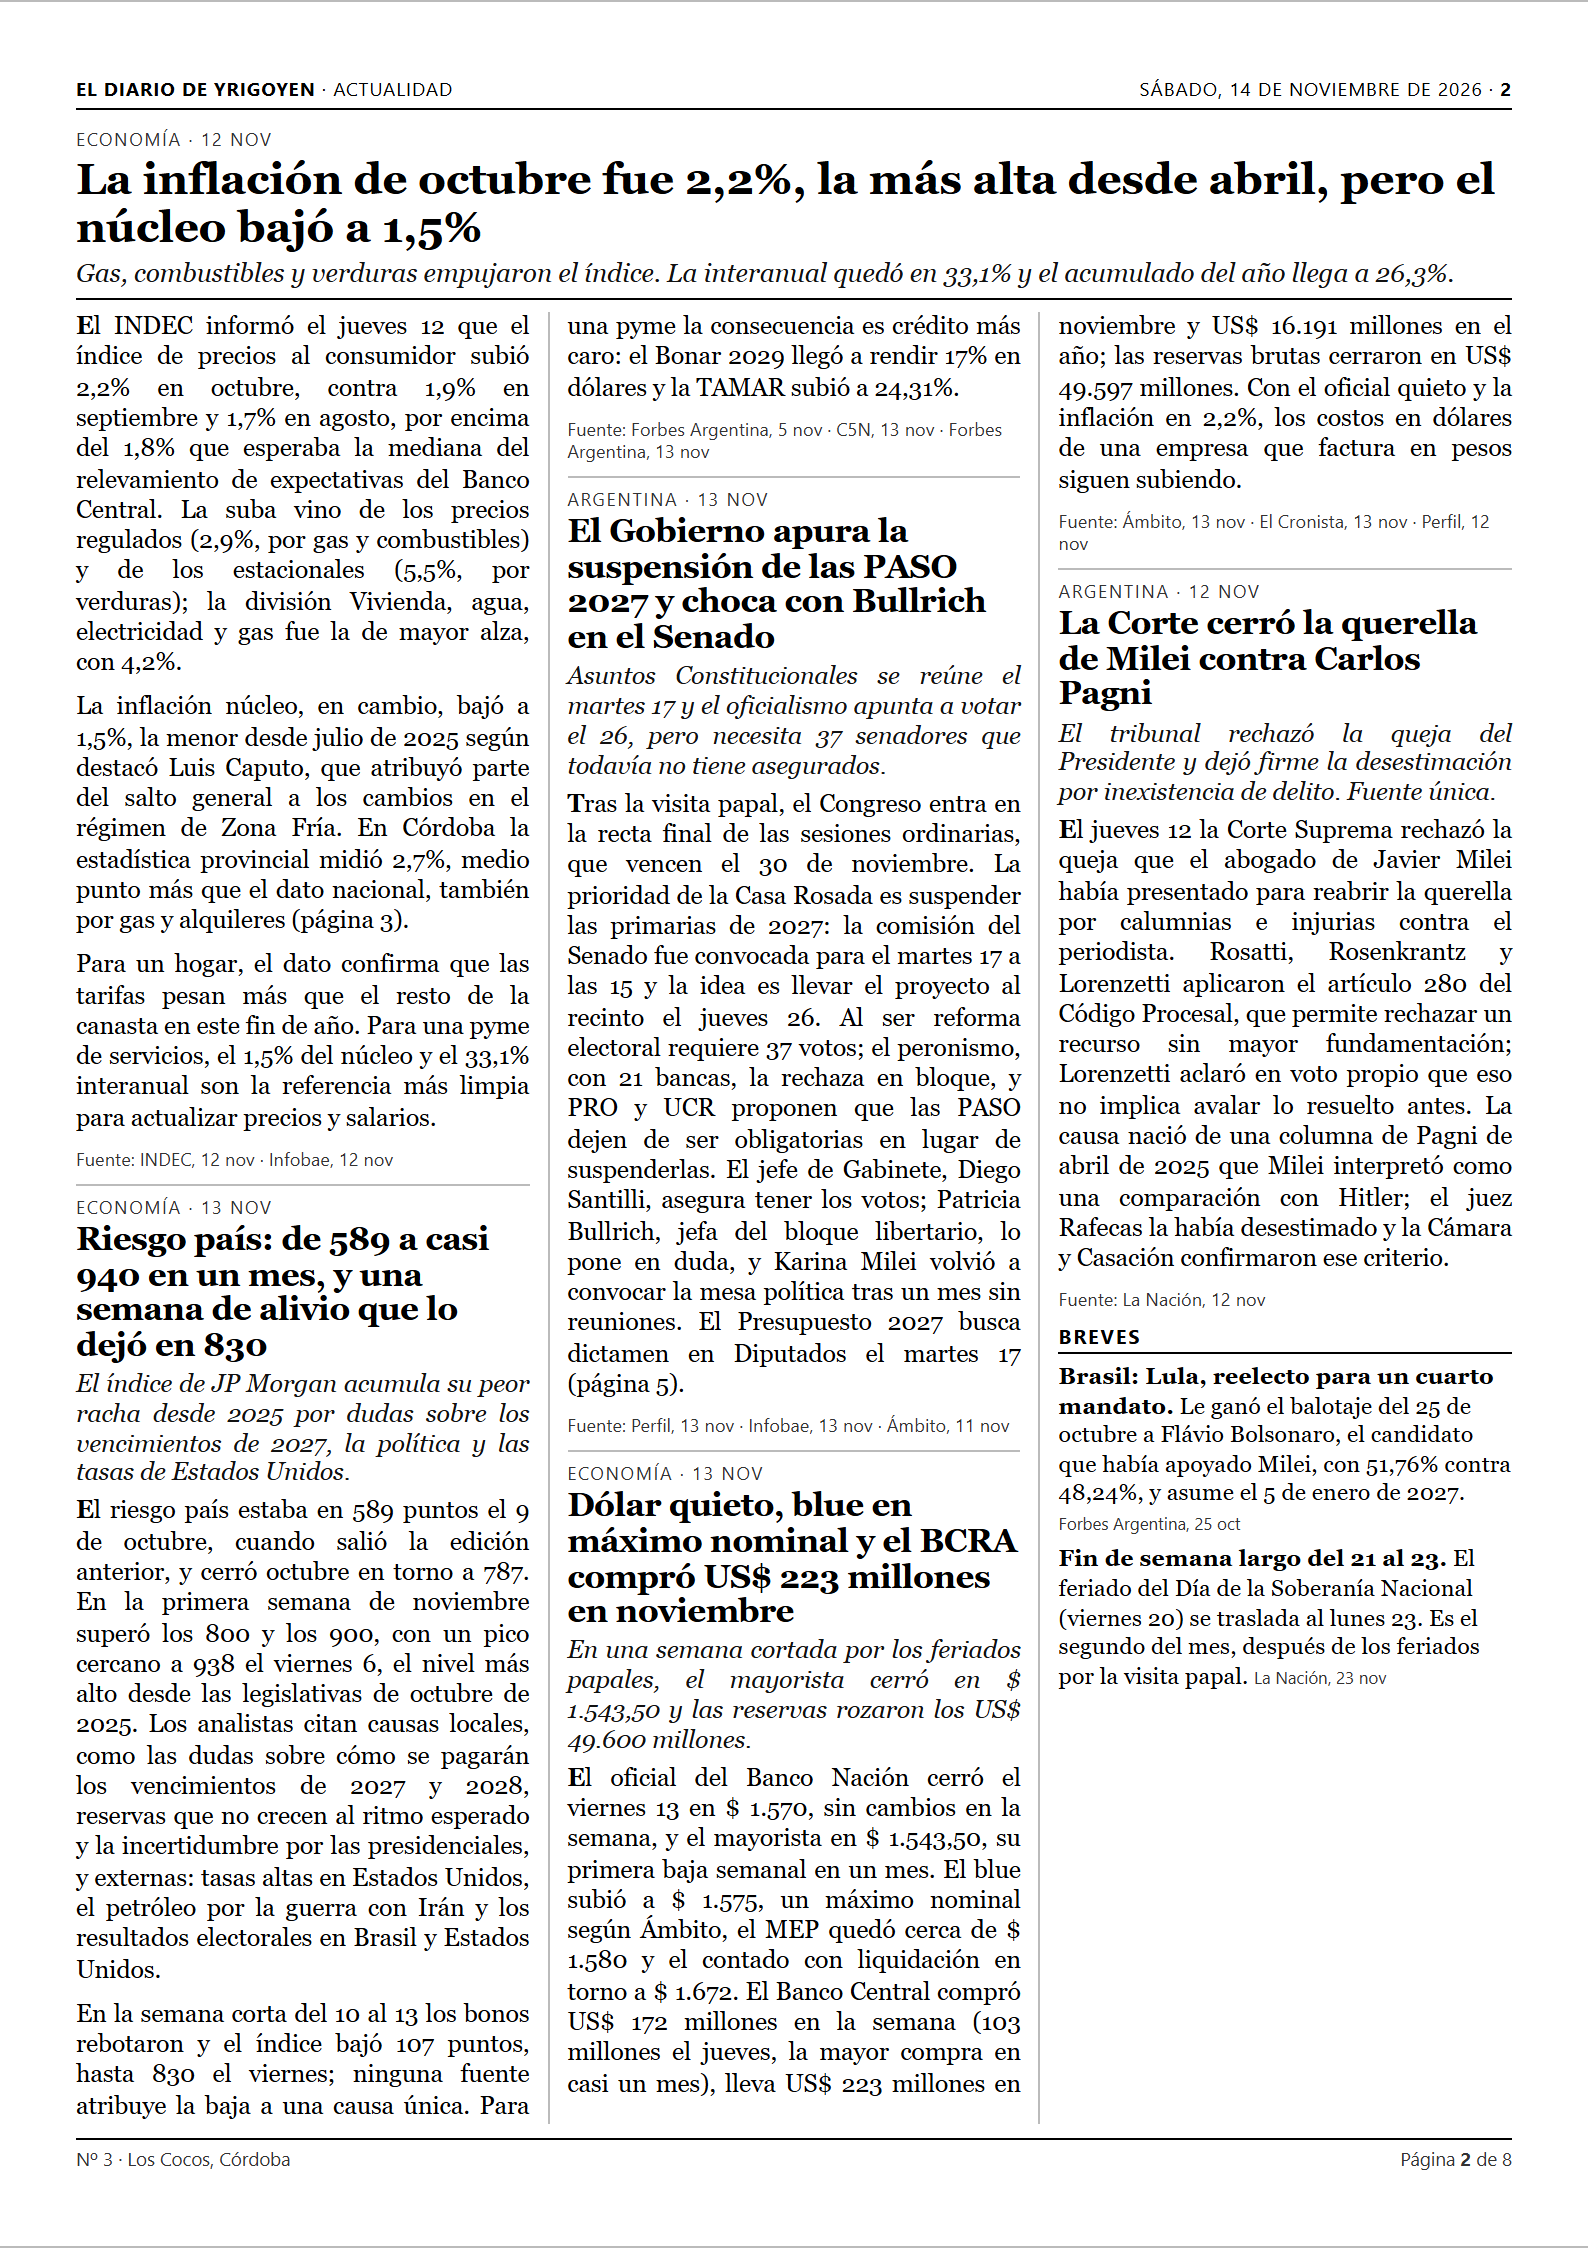 EL DIARIO DE YRIGOYEN · ACTUALIDAD
SÁBADO, 14 DE NOVIEMBRE DE 2026 · 2
ECONOMÍA · 12 NOV
La inflación de octubre fue 2,2%, la más alta desde abril, pero el
núcleo bajó a 1,5%
Gas, combustibles y verduras empujaron el índice. La interanual quedó en 33,1% y el acumulado del año llega a 26,3%.
El INDEC informó el jueves 12 que el
índice de precios al consumidor subió
2,2% en octubre, contra 1,9% en
septiembre y 1,7% en agosto, por encima
del 1,8% que esperaba la mediana del
relevamiento de expectativas del Banco
Central. La suba vino de los precios
regulados (2,9%, por gas y combustibles)
y de los estacionales (5,5%, por
verduras); la división Vivienda, agua,
electricidad y gas fue la de mayor alza,
con 4,2%.
La inflación núcleo, en cambio, bajó a
1,5%, la menor desde julio de 2025 según
destacó Luis Caputo, que atribuyó parte
del salto general a los cambios en el
régimen de Zona Fría. En Córdoba la
estadística provincial midió 2,7%, medio
punto más que el dato nacional, también
por gas y alquileres (página 3).
Para un hogar, el dato confirma que las
tarifas pesan más que el resto de la
canasta en este fin de año. Para una pyme
de servicios, el 1,5% del núcleo y el 33,1%
interanual son la referencia más limpia
para actualizar precios y salarios.
Fuente: INDEC, 12 nov · Infobae, 12 nov
ECONOMÍA · 13 NOV
Riesgo país: de 589 a casi
940 en un mes, y una
semana de alivio que lo
dejó en 830
El índice de JP Morgan acumula su peor
racha desde 2025 por dudas sobre los
vencimientos de 2027, la política y las
tasas de Estados Unidos.
El riesgo país estaba en 589 puntos el 9
de octubre, cuando salió la edición
anterior, y cerró octubre en torno a 787.
En la primera semana de noviembre
superó los 800 y los 900, con un pico
cercano a 938 el viernes 6, el nivel más
alto desde las legislativas de octubre de
2025. Los analistas citan causas locales,
como las dudas sobre cómo se pagarán
los vencimientos de 2027 y 2028,
reservas que no crecen al ritmo esperado
y la incertidumbre por las presidenciales,
y externas: tasas altas en Estados Unidos,
el petróleo por la guerra con Irán y los
resultados electorales en Brasil y Estados
Unidos.
En la semana corta del 10 al 13 los bonos
rebotaron y el índice bajó 107 puntos,
hasta 830 el viernes; ninguna fuente
atribuye la baja a una causa única. Para
una pyme la consecuencia es crédito más
caro: el Bonar 2029 llegó a rendir 17% en
dólares y la TAMAR subió a 24,31%.
Fuente: Forbes Argentina, 5 nov · C5N, 13 nov · Forbes
Argentina, 13 nov
ARGENTINA · 13 NOV
El Gobierno apura la
suspensión de las PASO
2027 y choca con Bullrich
en el Senado
Asuntos Constitucionales se reúne el
martes 17 y el oficialismo apunta a votar
el 26, pero necesita 37 senadores que
todavía no tiene asegurados.
Tras la visita papal, el Congreso entra en
la recta final de las sesiones ordinarias,
que vencen el 30 de noviembre. La
prioridad de la Casa Rosada es suspender
las primarias de 2027: la comisión del
Senado fue convocada para el martes 17 a
las 15 y la idea es llevar el proyecto al
recinto el jueves 26. Al ser reforma
electoral requiere 37 votos; el peronismo,
con 21 bancas, la rechaza en bloque, y
PRO y UCR proponen que las PASO
dejen de ser obligatorias en lugar de
suspenderlas. El jefe de Gabinete, Diego
Santilli, asegura tener los votos; Patricia
Bullrich, jefa del bloque libertario, lo
pone en duda, y Karina Milei volvió a
convocar la mesa política tras un mes sin
reuniones. El Presupuesto 2027 busca
dictamen en Diputados el martes 17
(página 5).
Fuente: Perfil, 13 nov · Infobae, 13 nov · Ámbito, 11 nov
ECONOMÍA · 13 NOV
Dólar quieto, blue en
máximo nominal y el BCRA
compró US$ 223 millones
en noviembre
En una semana cortada por los feriados
papales, el mayorista cerró en $
1.543,50 y las reservas rozaron los US$
49.600 millones.
El oficial del Banco Nación cerró el
viernes 13 en $ 1.570, sin cambios en la
semana, y el mayorista en $ 1.543,50, su
primera baja semanal en un mes. El blue
subió a $ 1.575, un máximo nominal
según Ámbito, el MEP quedó cerca de $
1.580 y el contado con liquidación en
torno a $ 1.672. El Banco Central compró
US$ 172 millones en la semana (103
millones el jueves, la mayor compra en
casi un mes), lleva US$ 223 millones en
noviembre y US$ 16.191 millones en el
año; las reservas brutas cerraron en US$
49.597 millones. Con el oficial quieto y la
inflación en 2,2%, los costos en dólares
de una empresa que factura en pesos
siguen subiendo.
Fuente: Ámbito, 13 nov · El Cronista, 13 nov · Perfil, 12
nov
ARGENTINA · 12 NOV
La Corte cerró la querella
de Milei contra Carlos
Pagni
El tribunal rechazó la queja del
Presidente y dejó firme la desestimación
por inexistencia de delito. Fuente única.
El jueves 12 la Corte Suprema rechazó la
queja que el abogado de Javier Milei
había presentado para reabrir la querella
por calumnias e injurias contra el
periodista. Rosatti, Rosenkrantz y
Lorenzetti aplicaron el artículo 280 del
Código Procesal, que permite rechazar un
recurso sin mayor fundamentación;
Lorenzetti aclaró en voto propio que eso
no implica avalar lo resuelto antes. La
causa nació de una columna de Pagni de
abril de 2025 que Milei interpretó como
una comparación con Hitler; el juez
Rafecas la había desestimado y la Cámara
y Casación confirmaron ese criterio.
Fuente: La Nación, 12 nov
BREVES
Brasil: Lula, reelecto para un cuarto
mandato. Le ganó el balotaje del 25 de
octubre a Flávio Bolsonaro, el candidato
que había apoyado Milei, con 51,76% contra
48,24%, y asume el 5 de enero de 2027.
Forbes Argentina, 25 oct
Fin de semana largo del 21 al 23. El
feriado del Día de la Soberanía Nacional
(viernes 20) se traslada al lunes 23. Es el
segundo del mes, después de los feriados
por la visita papal. La Nación, 23 nov
Nº 3 · Los Cocos, Córdoba
Página 2 de 8